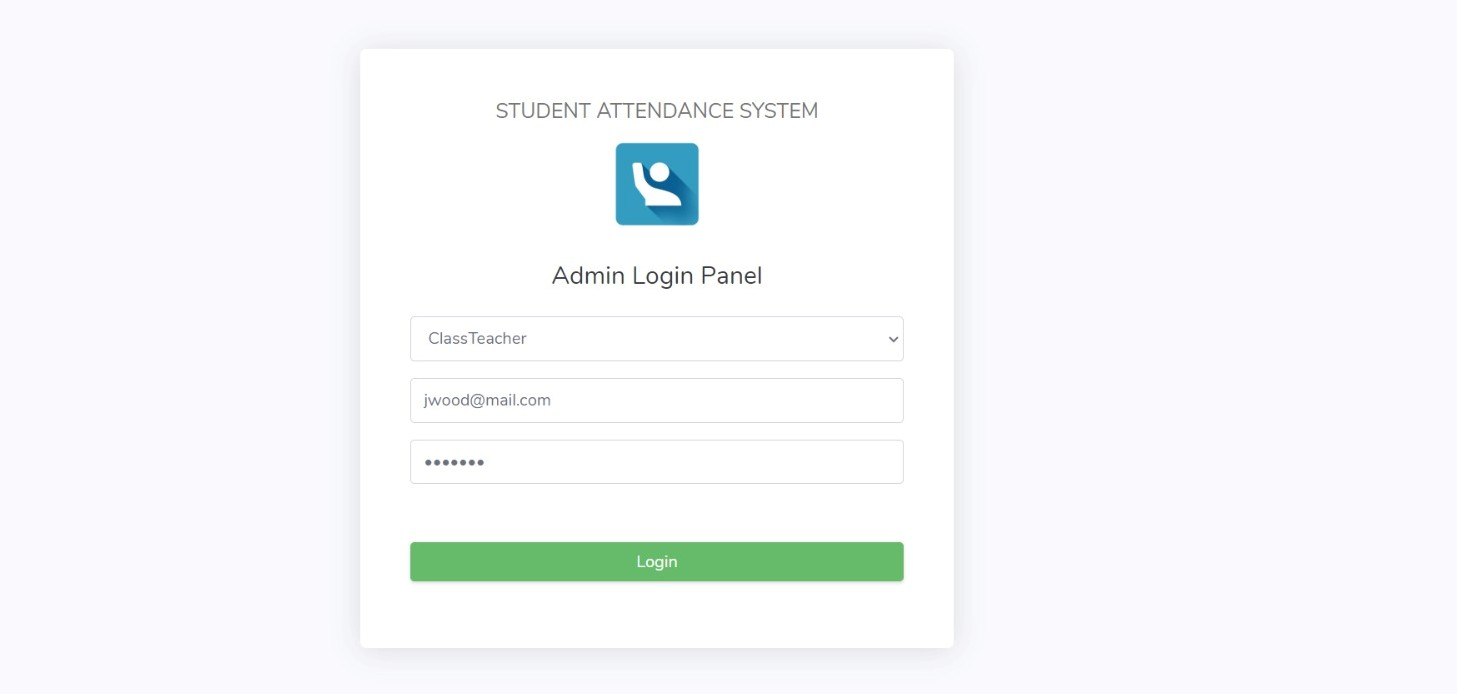 STUDENT ATTENDANCE SYSTEM
Admin Login Panel
ClassTeacher
jwood@mail.com
•••••••
Login